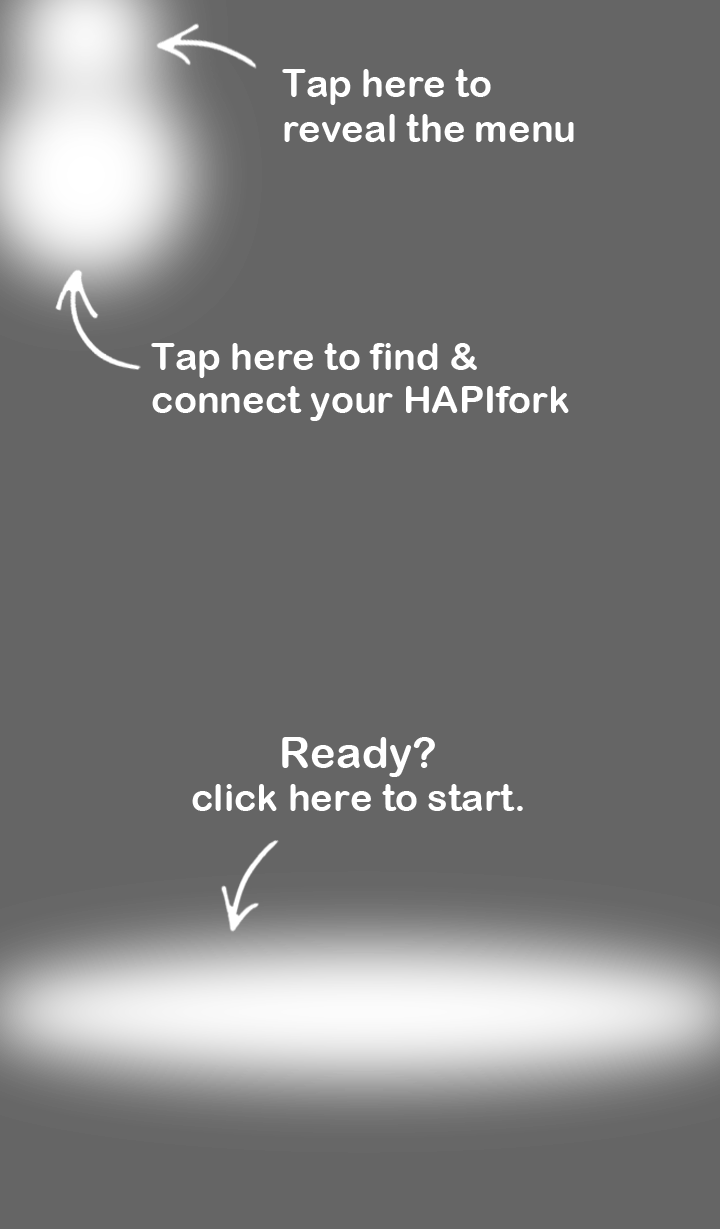 Tap here to
reveal the menu
Tap here to find &
connect your HAPIfork
Ready?
click here to start.